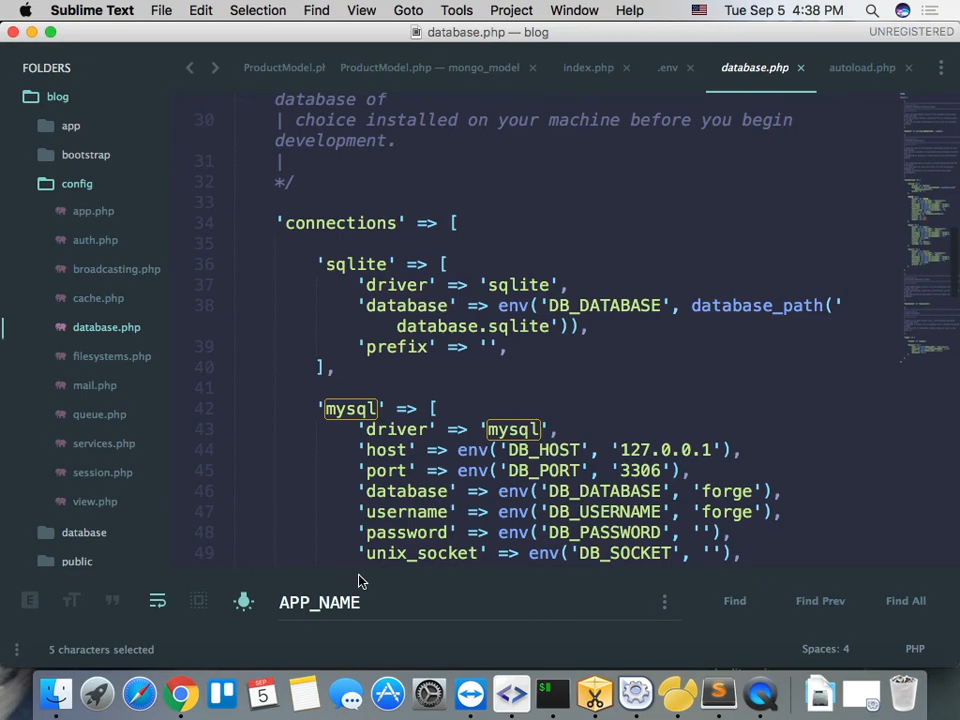 Sublime Text File Edit Selection Find View Goto Tools Project Window Help Tue Sep 5 4:38 PM
database.php — blog UNREGISTERED
FOLDERS
blog
app
bootstrap
config
app.php
auth.php
broadcasting.php
cache.php
database.php
filesystems.php
mail.php
queue.php
services.php
session.php
view.php
database
public
ProductModel.ph ProductModel.php — mongo_model × index.php × .env × database.php × autoload.php ×
database of
30 | choice installed on your machine before you begin
development.
31 |
32 */
33
34 'connections' => [
35
36 'sqlite' => [
37 'driver' => 'sqlite',
38 'database' => env('DB_DATABASE', database_path('
database.sqlite')),
39 'prefix' => '',
40 ],
41
42 'mysql' => [
43 'driver' => 'mysql',
44 'host' => env('DB_HOST', '127.0.0.1'),
45 'port' => env('DB_PORT', '3306'),
46 'database' => env('DB_DATABASE', 'forge'),
47 'username' => env('DB_USERNAME', 'forge'),
48 'password' => env('DB_PASSWORD', ''),
49 'unix_socket' => env('DB_SOCKET', ''),
APP_NAME Find Find Prev Find All
5 characters selected Spaces: 4 PHP
SEP
5